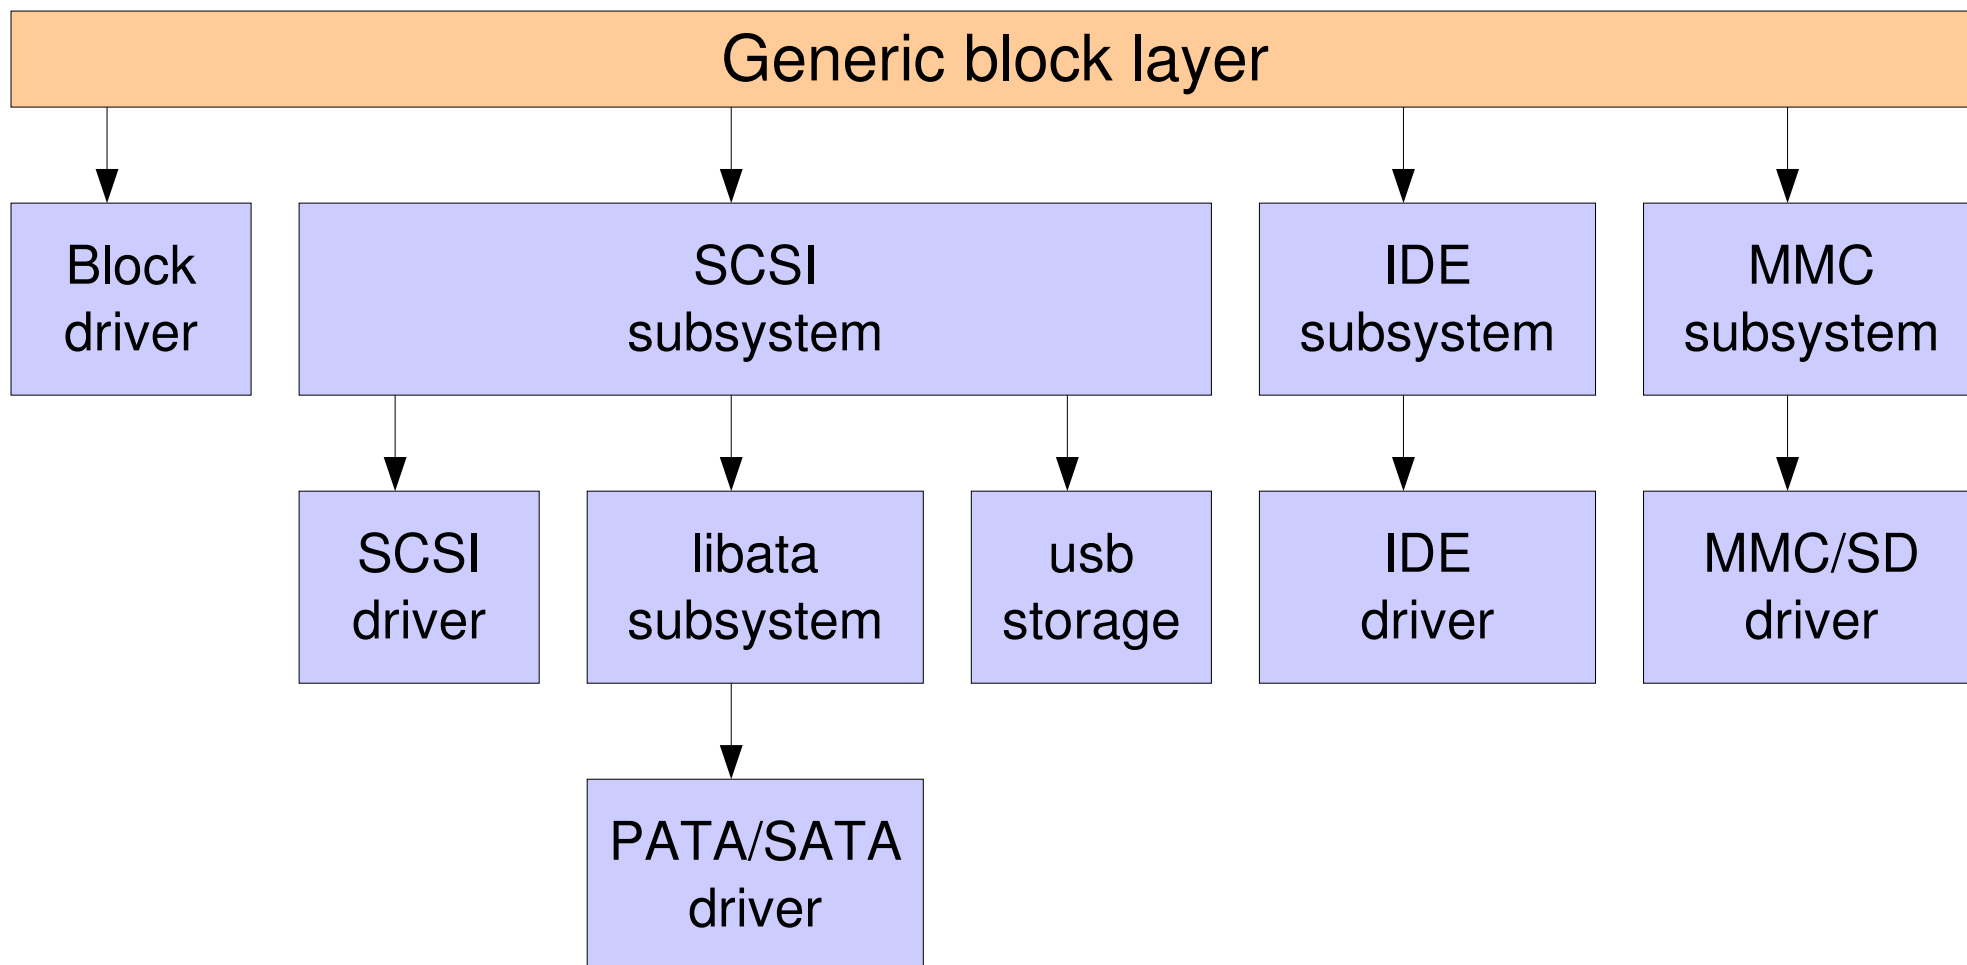 Generic block layer
Block
driver
SCSI
subsystem
IDE
subsystem
MMC
subsystem
SCSI
driver
libata
subsystem
usb
storage
IDE
driver
MMC/SD
driver
PATA/SATA
driver